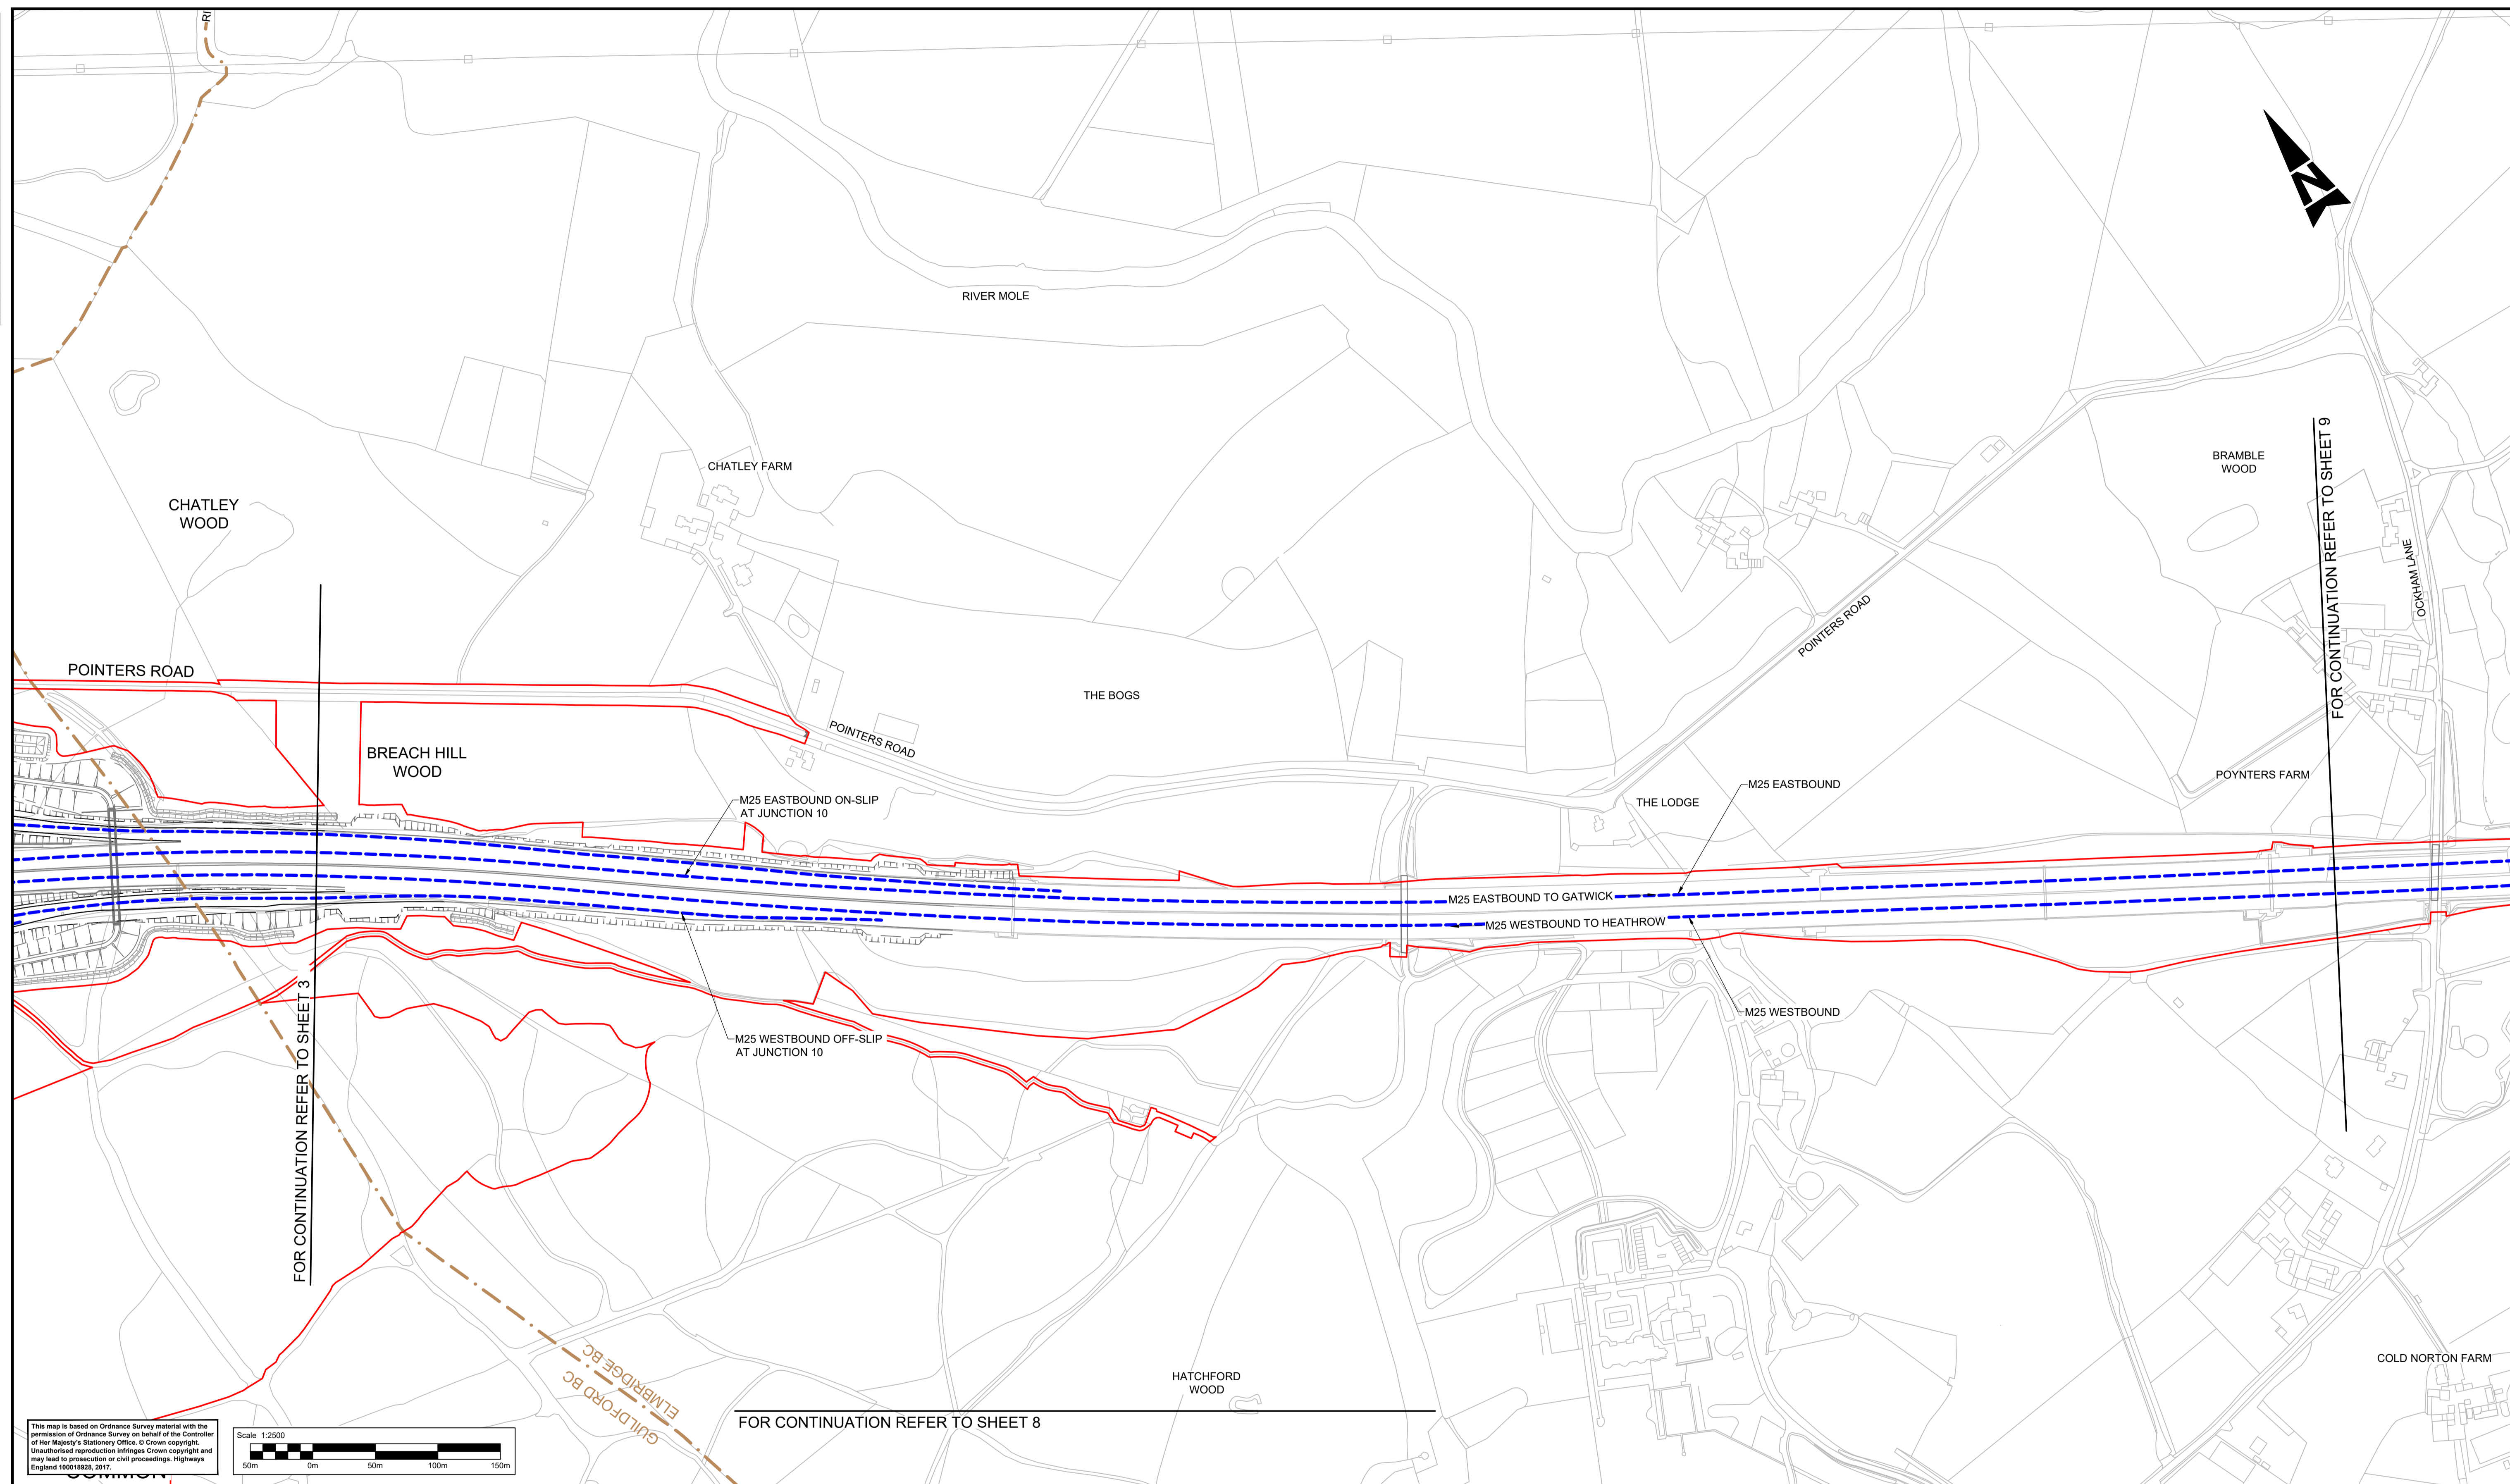 RI
N
RIVER MOLE
CHATLEY FARM
BRAMBLE
WOOD
CHATLEY
WOOD
FOR CONTINUATION REFER TO SHEET 9
OCKHAM LANE
POINTERS ROAD
POINTERS ROAD
THE BOGS
POINTERS ROAD
BREACH HILL
WOOD
POYNTERS FARM
M25 EASTBOUND
M25 EASTBOUND ON-SLIP
AT JUNCTION 10
THE LODGE
M25 EASTBOUND TO GATWICK
M25 WESTBOUND TO HEATHROW
M25 WESTBOUND
M25 WESTBOUND OFF-SLIP
AT JUNCTION 10
FOR CONTINUATION REFER TO SHEET 3
ELMBRIDGE BC
GUILDFORD BC
HATCHFORD
WOOD
COLD NORTON FARM
FOR CONTINUATION REFER TO SHEET 8
This map is based on Ordnance Survey material with the
permission of Ordnance Survey on behalf of the Controller
of Her Majesty's Stationery Office. © Crown copyright.
Unauthorised reproduction infringes Crown copyright and
may lead to prosecution or civil proceedings. Highways
England 100018928, 2017.
COMMON
Scale 1:2500
50m 0m 50m 100m 150m